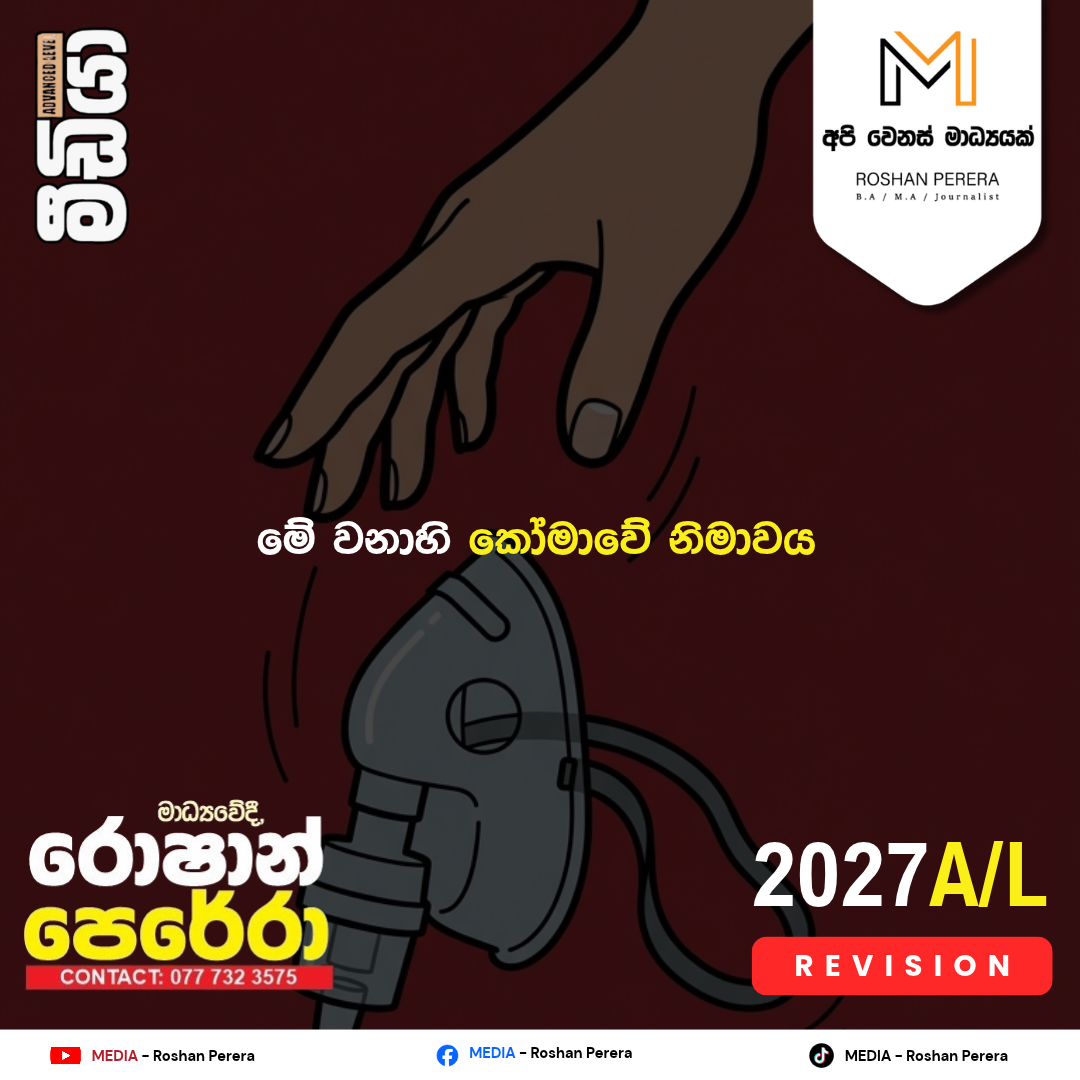 මීඩියා
ADVANCED LEVE
අපි වෙනස් මාධ්‍යයක්
ROSHAN PERERA
B.A / M.A / Journalist
මේ වනාහි කෝමාවේ නිමාවය
මාධ්‍යවේදී,
රොෂාන්
පෙරේරා
CONTACT: 077 732 3575
2027A/L
REVISION
MEDIA - Roshan Perera
MEDIA - Roshan Perera
MEDIA - Roshan Perera